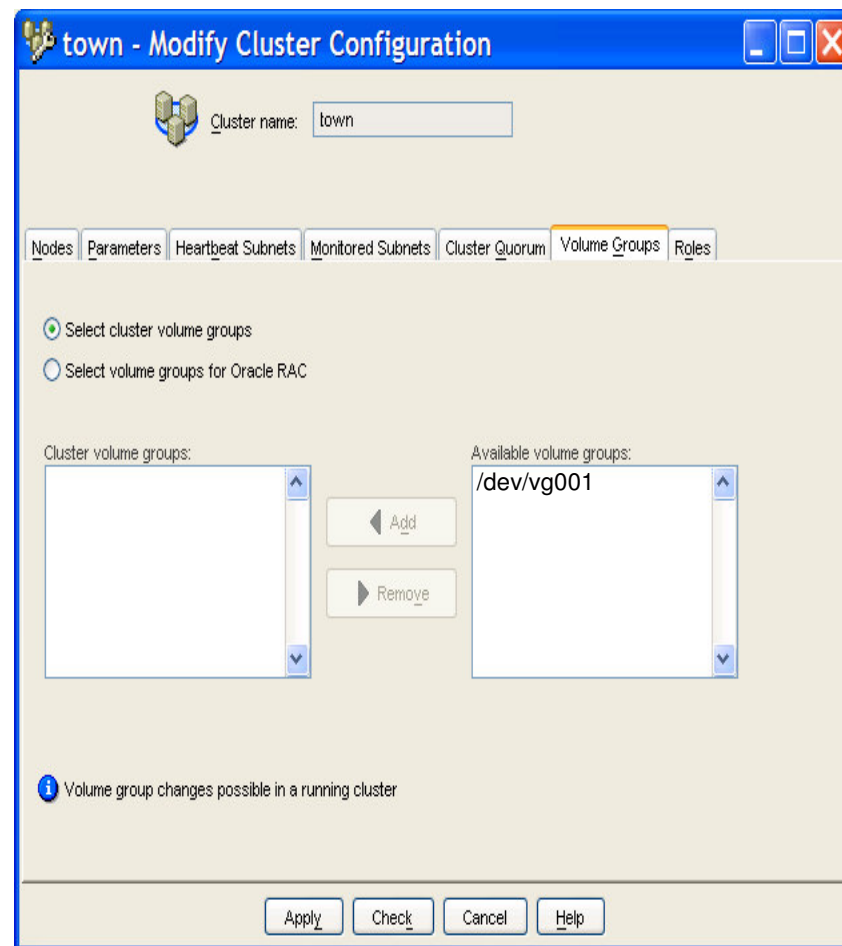 town - Modify Cluster Configuration
Cluster name: town
Nodes Parameters Heartbeat Subnets Monitored Subnets Cluster Quorum Volume Groups Roles
Select cluster volume groups
Select volume groups for Oracle RAC
Cluster volume groups: Available volume groups:
/dev/vg001
Add
Remove
Volume group changes possible in a running cluster
Apply Check Cancel Help